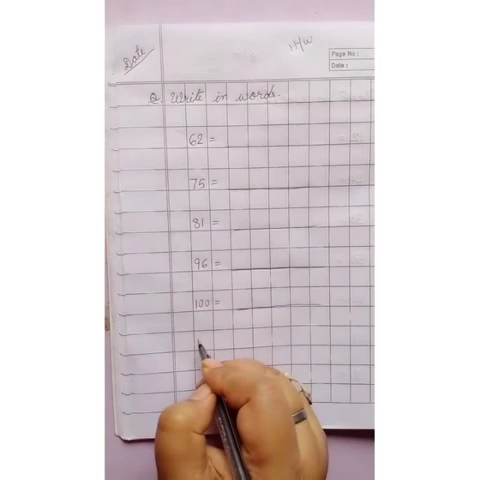 Date
H/W
Page No :
Date :
Q. Write in words.
62 =
75 =
81 =
96 =
100 =